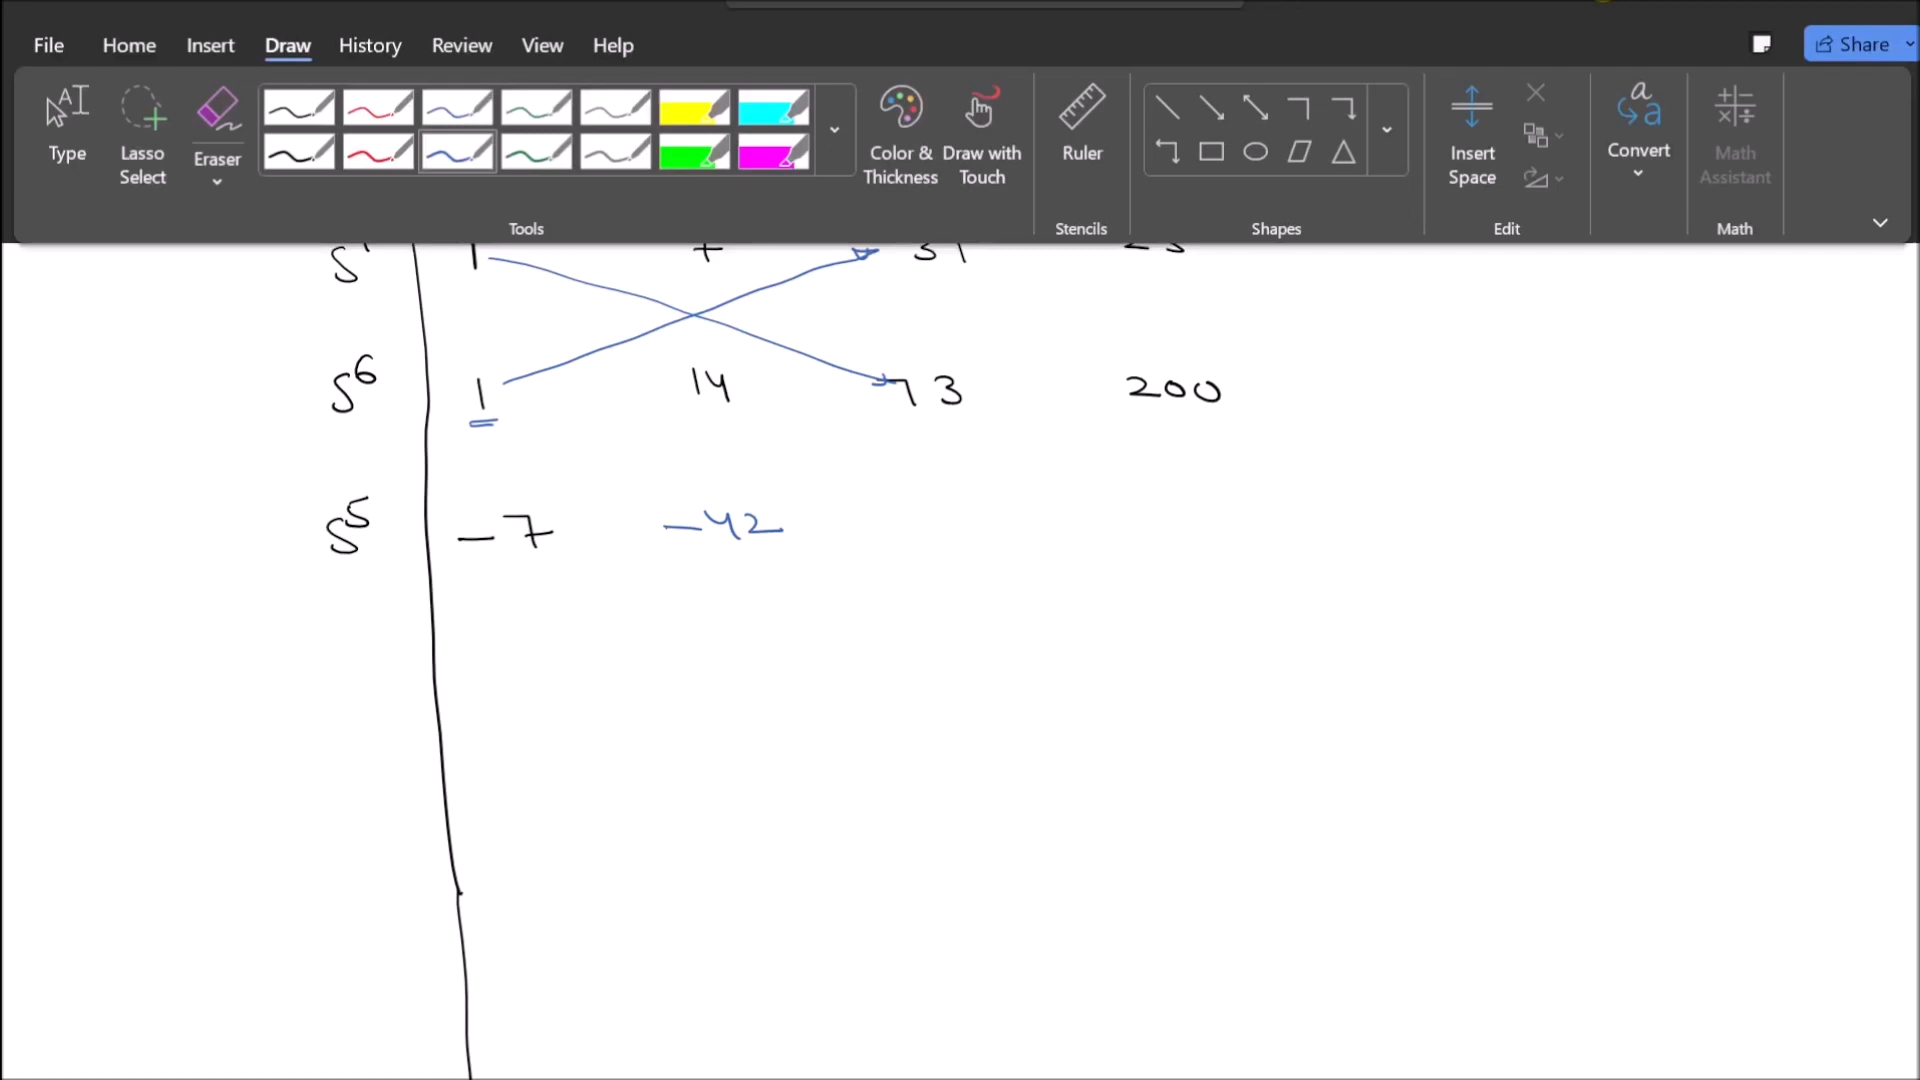 File Home Insert Draw History Review View Help Share
Type Lasso Select Eraser Color & Thickness Draw with Touch Ruler Insert Space Convert Math Assistant
Tools Stencils Shapes Edit Math
S⁶ 1 14 73 200
S⁵ -7 -42